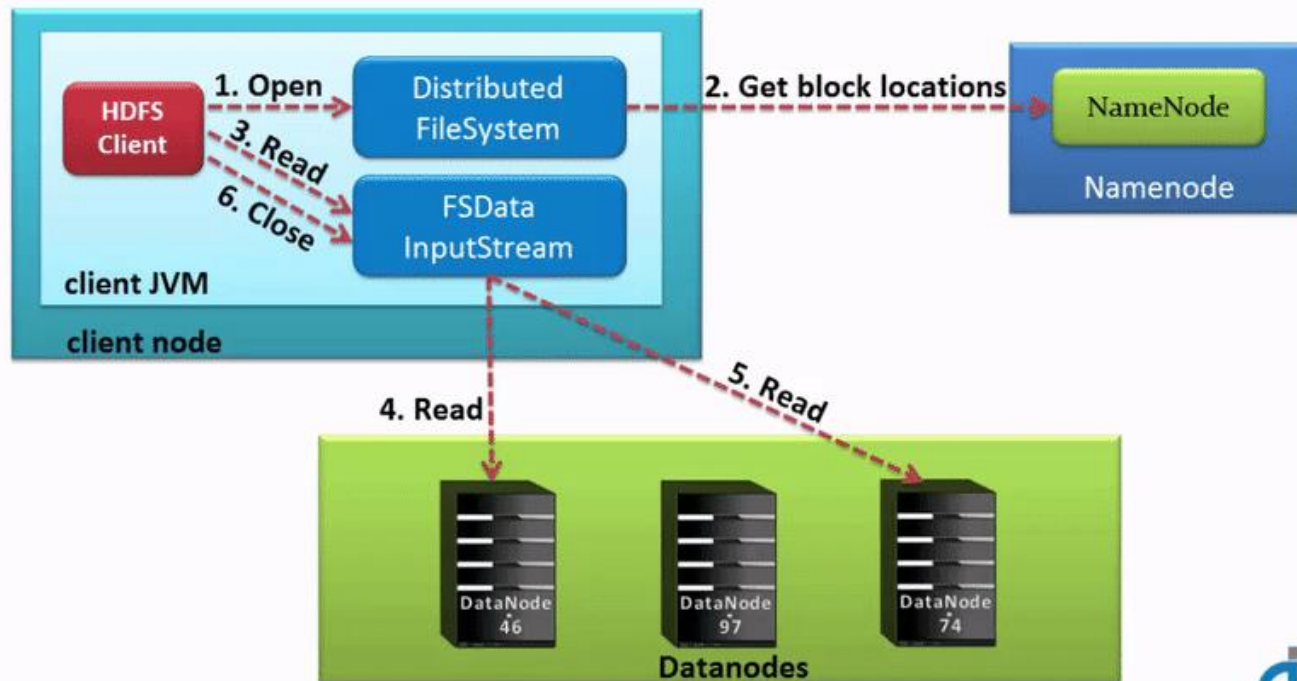 1. Open
HDFS
Client
Distributed
FileSystem
2. Get block locations
NameNode
Namenode
3. Read
6. Close
FSData
InputStream
client JVM
client node
4. Read
5. Read
DataNode
46
DataNode
97
DataNode
74
Datanodes